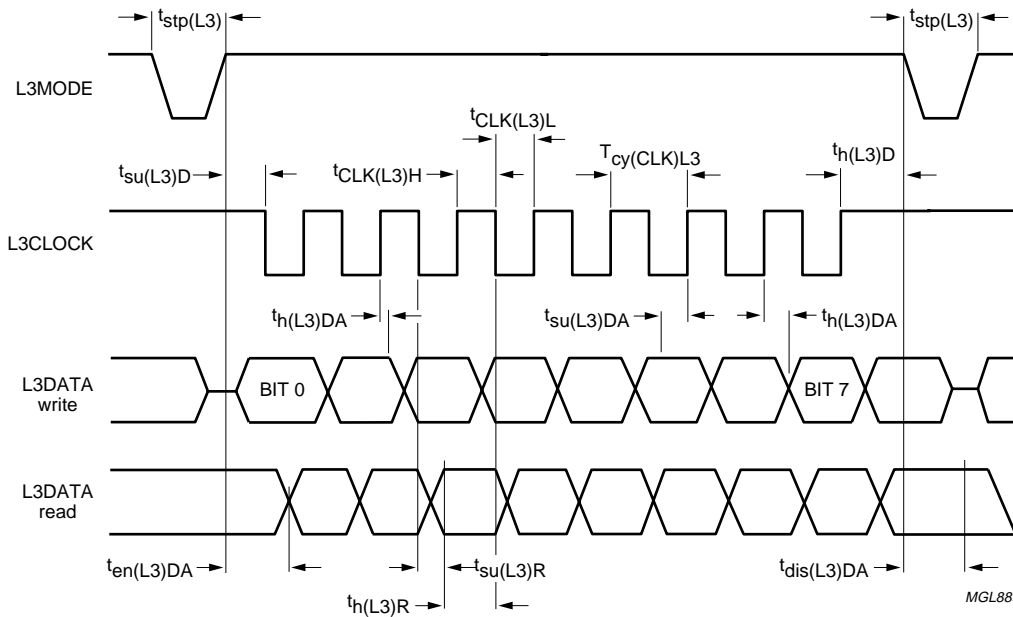 tstp(L3) tstp(L3)
L3MODE
tCLK(L3)L
tsu(L3)D tCLK(L3)H Tcy(CLK)L3 th(L3)D
L3CLOCK
th(L3)DA tsu(L3)DA th(L3)DA
L3DATA
write
BIT 0 BIT 7
L3DATA
read
ten(L3)DA tsu(L3)R tdis(L3)DA
th(L3)R
MGL88